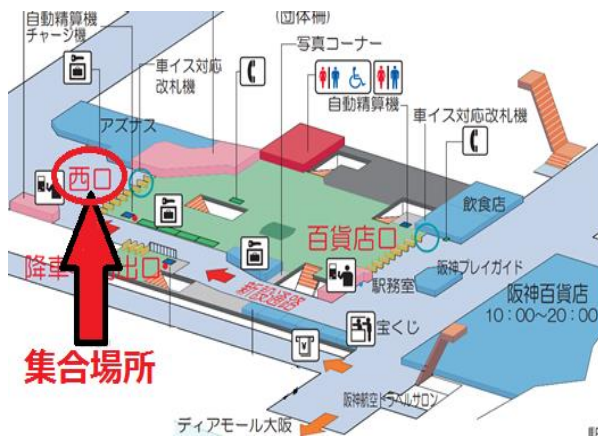 自動精算機
チャージ機
(団体柵)
写真コーナー
車イス対応
改札機
自動精算機
車イス対応改札機
アズナス
西口
百貨店口
飲食店
降車
出口
新設通路
駅務室
阪神プレイガイド
阪神百貨店
10:00~20:00
宝くじ
集合場所
阪神航空トラベルサロン
ディアモール大阪